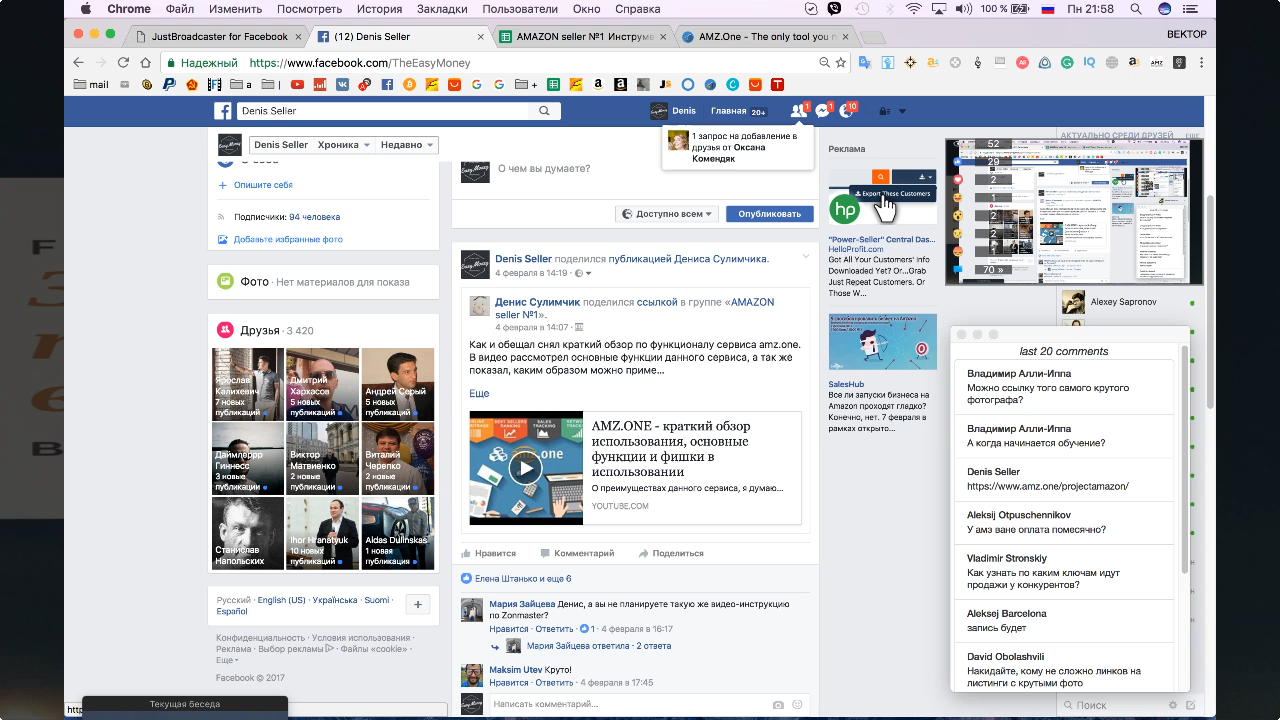 Chrome Файл Изменить Посмотреть История Закладки Пользователи Окно Справка 100 % Пн 21:58
JustBroadcaster for Facebook
(12) Denis Seller
AMAZON seller №1 Инструме
AMZ.One - The only tool you n
ВЕКТОР
Надежный https://www.facebook.com/TheEasyMoney
mail
Denis Seller
Denis
Главная 20+
1
1
10
1 запрос на добавление в
друзья от Оксана
Комендяк
Denis Seller Хроника Недавно
Опишите себя
Подписчики: 94 человека
Добавьте избранные фото
Фото · Нет материалов для показа
Друзья · 3 420
Ярослав
Калихевич
7 новых
публикаций
Дмитрий
Хархасов
5 новых
публикаций
Андрей Серый
5 новых
публикаций
Даймлеррр
Гиннесс
3 новые
публикации
Виктор
Матвиенко
2 новые
публикации
Виталий
Черепко
2 новые
публикации
Станислав
Напольских
Ihor Hranatyuk
10 новых
публикаций
Aidas Dulinskas
1 новая
публикация
Русский · English (US) · Українська · Suomi ·
Español
Конфиденциальность · Условия использования ·
Реклама · Выбор рекламы · Файлы «cookie» ·
Еще
Facebook © 2017
Текущая беседа
О чем вы думаете?
Доступно всем
Опубликовать
Denis Seller поделился публикацией Дениса Сулимчика.
4 февраля в 14:19 ·
Денис Сулимчик поделился ссылкой в группе «AMAZON
seller №1».
4 февраля в 14:07 ·
Как и обещал снял краткий обзор по функционалу сервиса amz.one.
В видео рассмотрел основные функции данного сервиса, а так же
показал, каким образом можно приме...
Еще
AMZ.ONE - краткий обзор
использования, основные
функции и фишки в
использовании
О преимуществах данного сервиса, я думаю...
YOUTUBE.COM
Нравится Комментарий Поделиться
Елена Штанько и еще 6
Мария Зайцева Денис, а вы не планируете такую же видео-инструкцию
по Zonmaster?
Нравится · Ответить · 1 · 4 февраля в 16:17
Мария Зайцева ответила · 2 ответа
Maksim Utev Круто!
Нравится · Ответить · 4 февраля в 17:45
Написать комментарий...
Реклама
Export These Customers
hp
"Power-Seller" Central Das...
HelloProfit.com
Got All Your Customers' Info
Downloaded Yet? Or...Grab
Just Repeat Customers. Or
Those W...
SalesHub
Все ли запуски бизнеса на
Amazon проходят гладко?
Конечно, нет. 7 февраля в
рамках открыто...
АКТУАЛЬНО СРЕДИ ДРУЗЕЙ ЕЩЕ
52
29
2
1
2
1
2
70 »
Alexey Sapronov
last 20 comments
Владимир Алли-Иппа
Можно ссылку того самого крутого
фотографа?
Владимир Алли-Иппа
А когда начинается обучение?
Denis Seller
https://www.amz.one/projectamazon/
Aleksij Otpuschennikov
У амз ване оплата помесячно?
Vladimir Stronskiy
Как узнать по каким ключам идут
продажи у конкурентов?
Aleksej Barcelona
запись будет
David Obolashvili
Накидайте, кому не сложно линков на
листинги с крутыми фото
Поиск